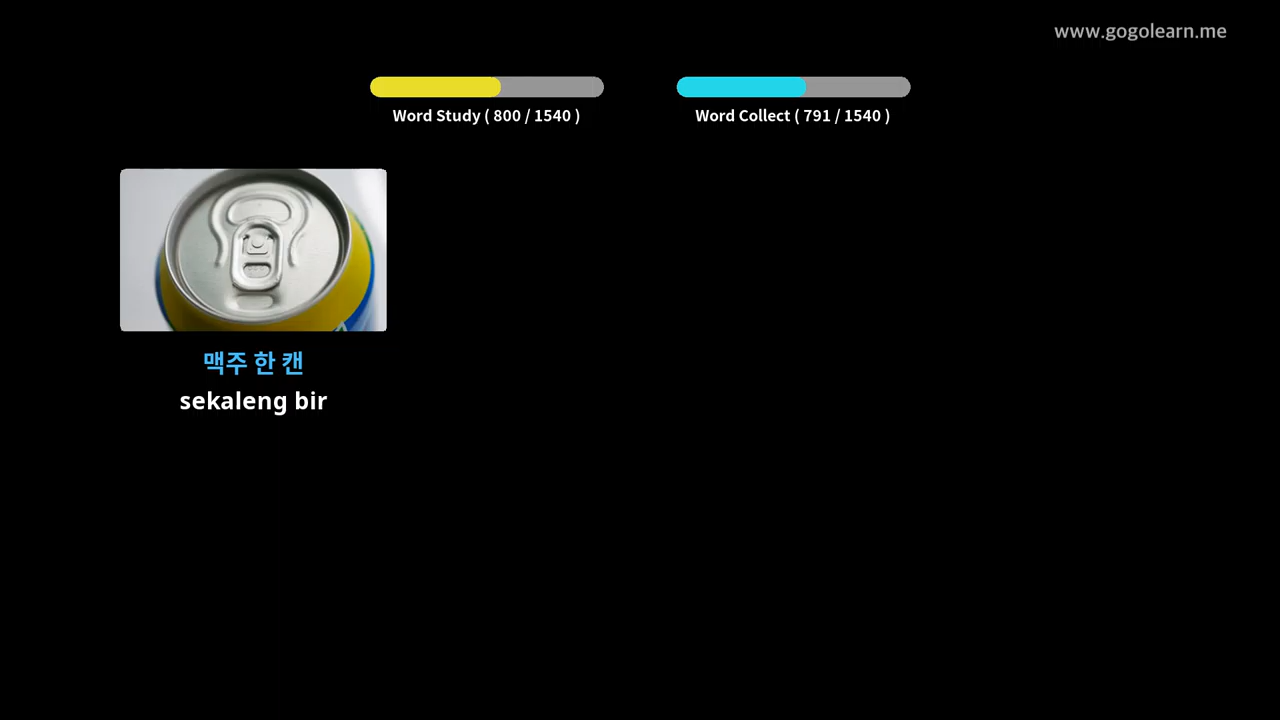 www.gogolearn.me
Word Study ( 800 / 1540 )
Word Collect ( 791 / 1540 )
맥주 한 캔
sekaleng bir